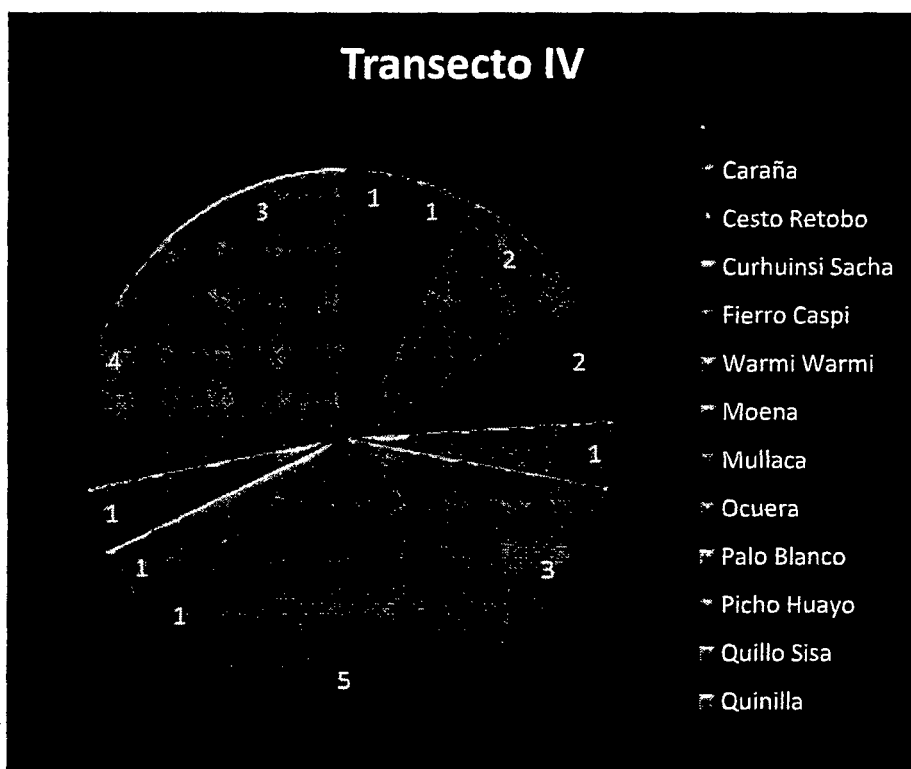 Transecto IV
1
1
2
2
1
3
5
1
1
1
4
3
Caraña
Cesto Retobo
Curhuinsi Sacha
Fierro Caspi
Warmi Warmi
Moena
Mullaca
Ocuera
Palo Blanco
Picho Huayo
Quillo Sisa
Quinilla